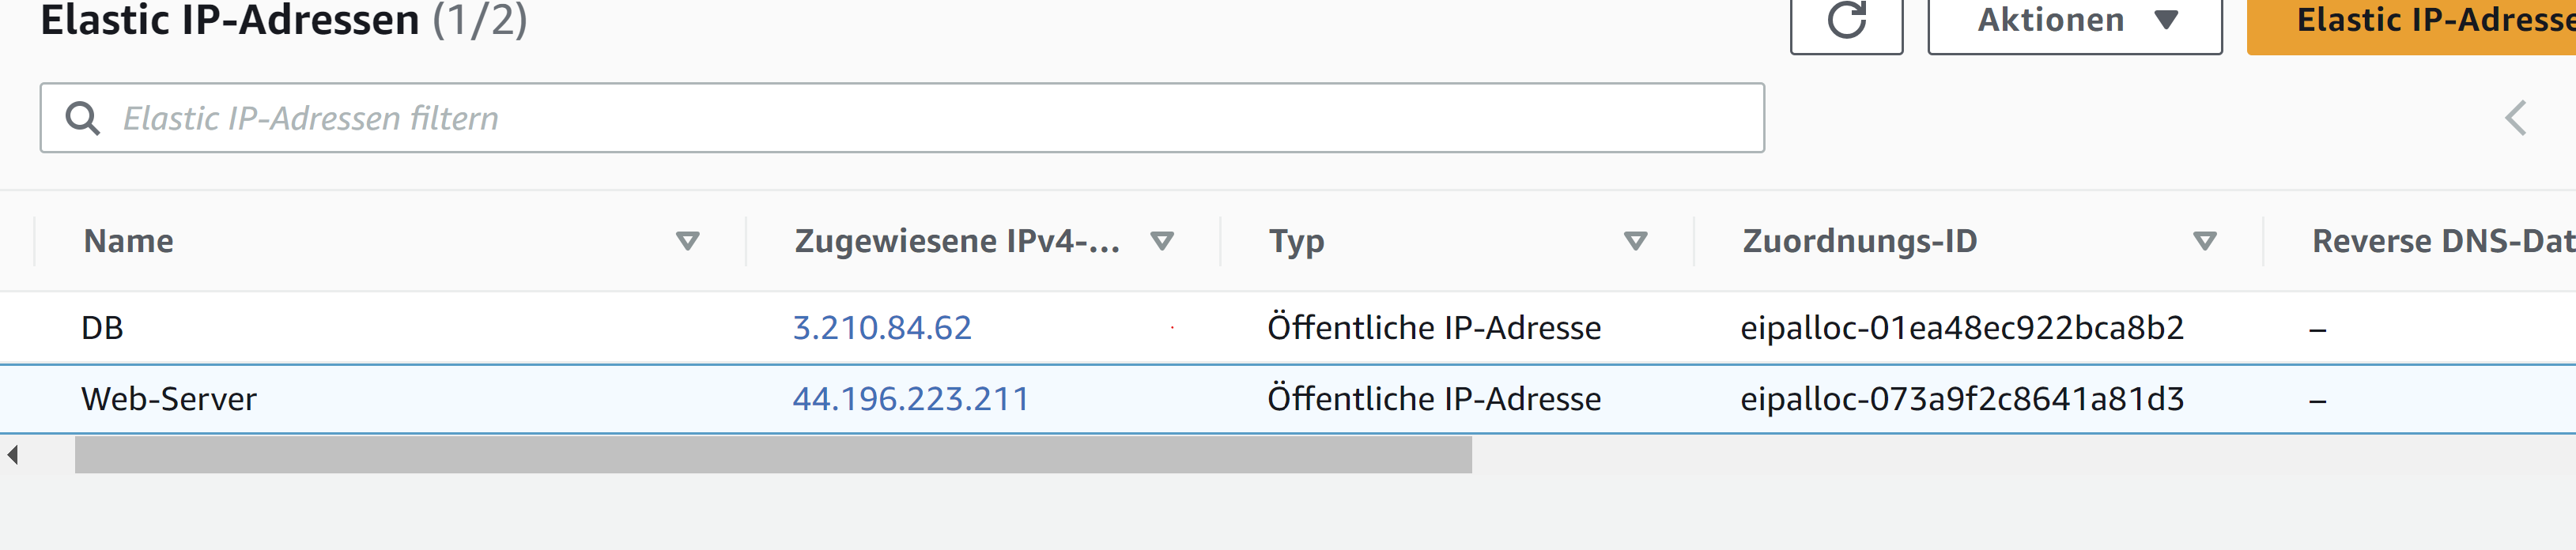 Elastic IP-Adressen (1/2)
Aktionen
Elastic IP-Adresse
Elastic IP-Adressen filtern
Name Zugewiesene IPv4-... Typ Zuordnungs-ID Reverse DNS-Dat
DB 3.210.84.62 Öffentliche IP-Adresse eipalloc-01ea48ec922bca8b2 –
Web-Server 44.196.223.211 Öffentliche IP-Adresse eipalloc-073a9f2c8641a81d3 –